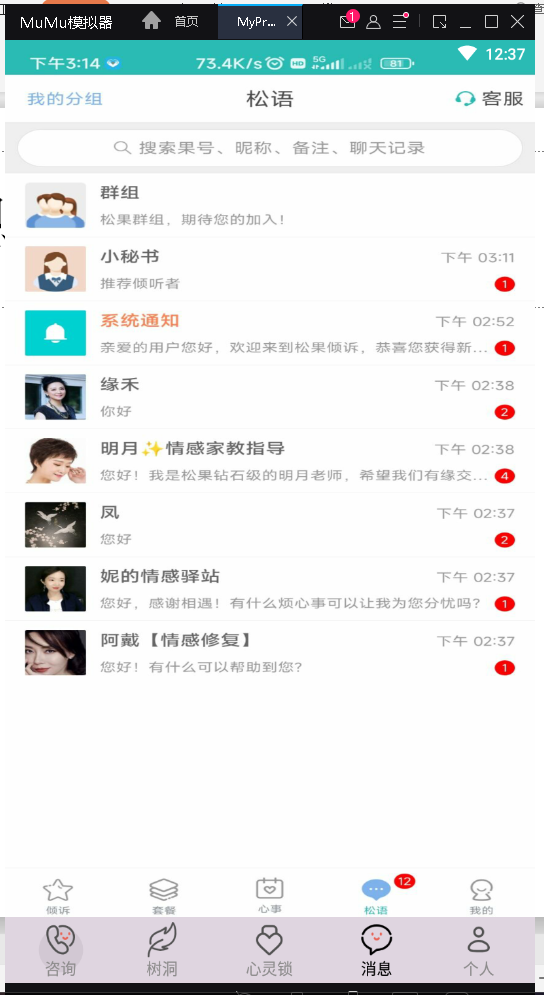 MuMu模拟器 首页 MyPr...
1
12:37
下午3:14 73.4K/s HD 5G 81
我的分组 松语 客服
搜索果号、昵称、备注、聊天记录
群组
松果群组，期待您的加入！
小秘书 下午 03:11
推荐倾听者 1
系统通知 下午 02:52
亲爱的用户您好，欢迎来到松果倾诉，恭喜您获得新... 1
缘禾 下午 02:38
你好 2
明月✨情感家教指导 下午 02:38
您好！我是松果钻石级的明月老师，希望我们有缘交... 4
凤 下午 02:37
您好 2
妮的情感驿站 下午 02:37
您好，感谢相遇！有什么烦心事可以让我为您分忧吗？ 1
阿戴【情感修复】 下午 02:37
您好！有什么可以帮助到您？ 1
12
倾诉 套餐 心事 松语 我的
咨询 树洞 心灵锁 消息 个人